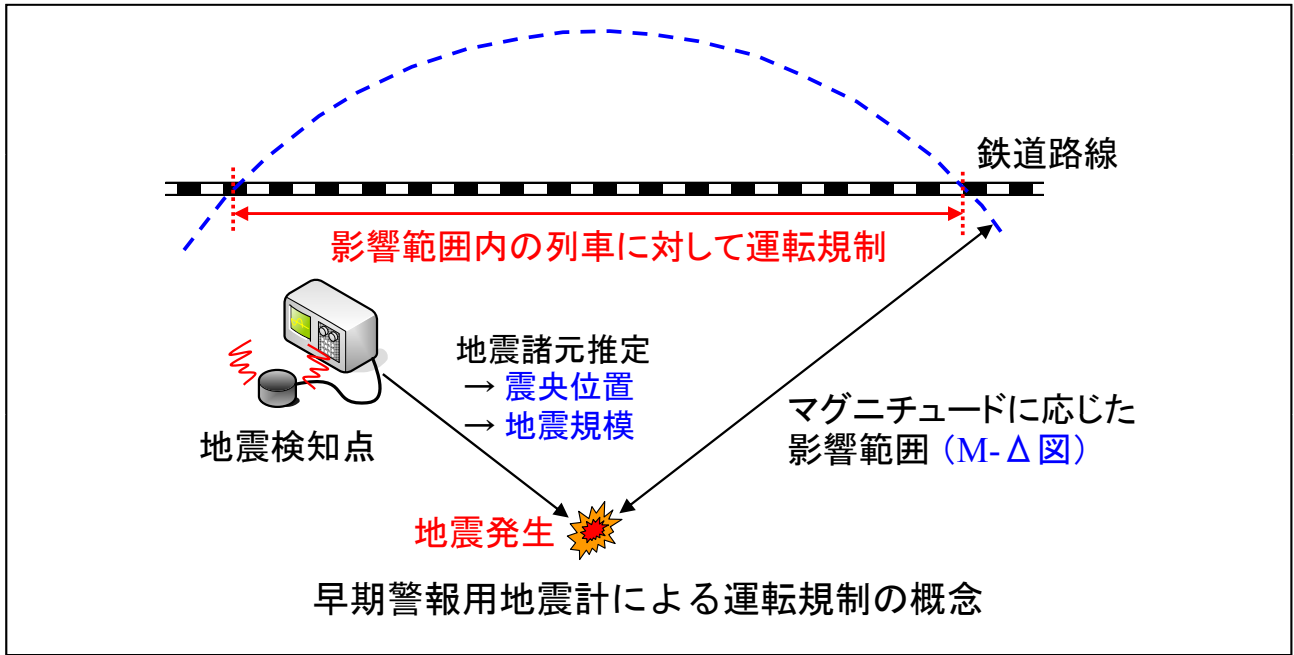 鉄道路線
影響範囲内の列車に対して運転規制
地震諸元推定
→ 震央位置
→ 地震規模
地震検知点
マグニチュードに応じた
影響範囲（M-Δ図）
地震発生
早期警報用地震計による運転規制の概念